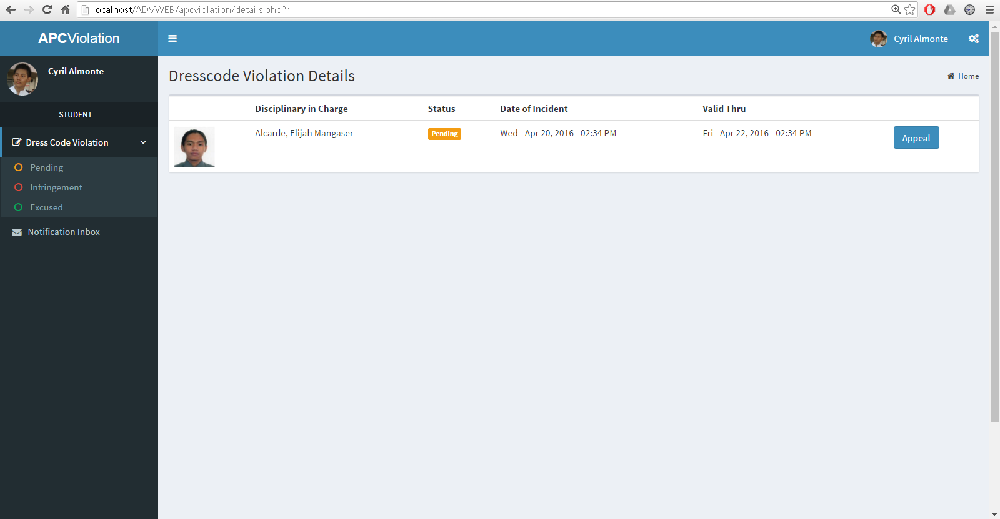 localhost/ADVWEB/apcviolation/details.php?r=
APCViolation
Cyril Almonte
Cyril Almonte
STUDENT
Dress Code Violation
Pending
Infringement
Excused
Notification Inbox
Dresscode Violation Details
Home
Disciplinary in Charge Status Date of Incident Valid Thru
Alcarde, Elijah Mangaser Pending Wed - Apr 20, 2016 - 02:34 PM Fri - Apr 22, 2016 - 02:34 PM Appeal